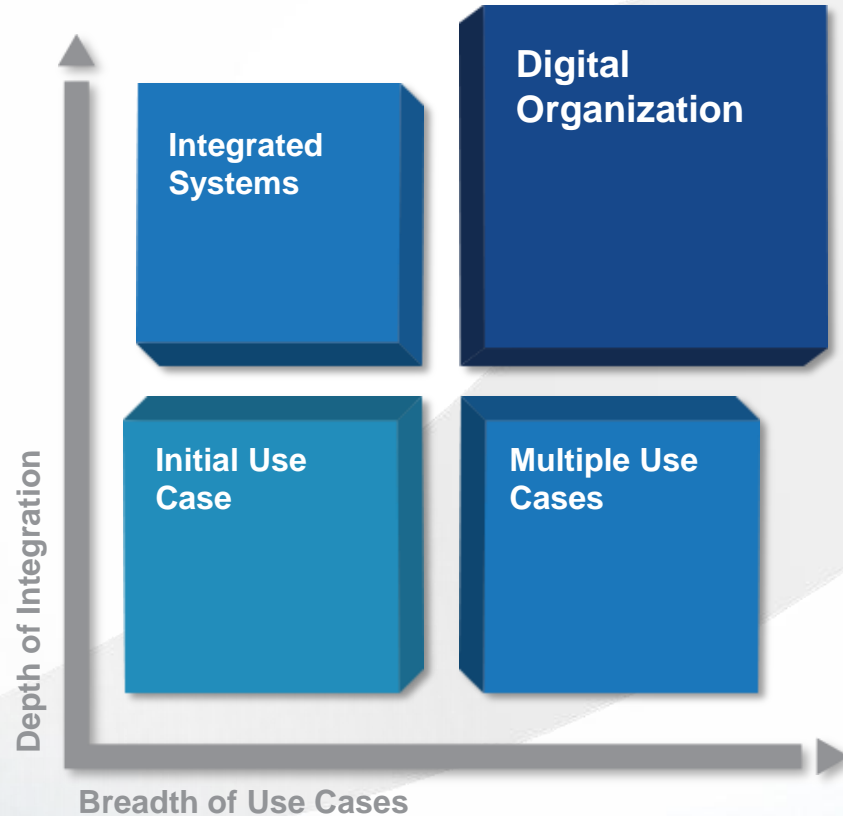 Digital
Organization
Integrated
Systems
Initial Use
Case
Multiple Use
Cases
Depth of Integration
Breadth of Use Cases